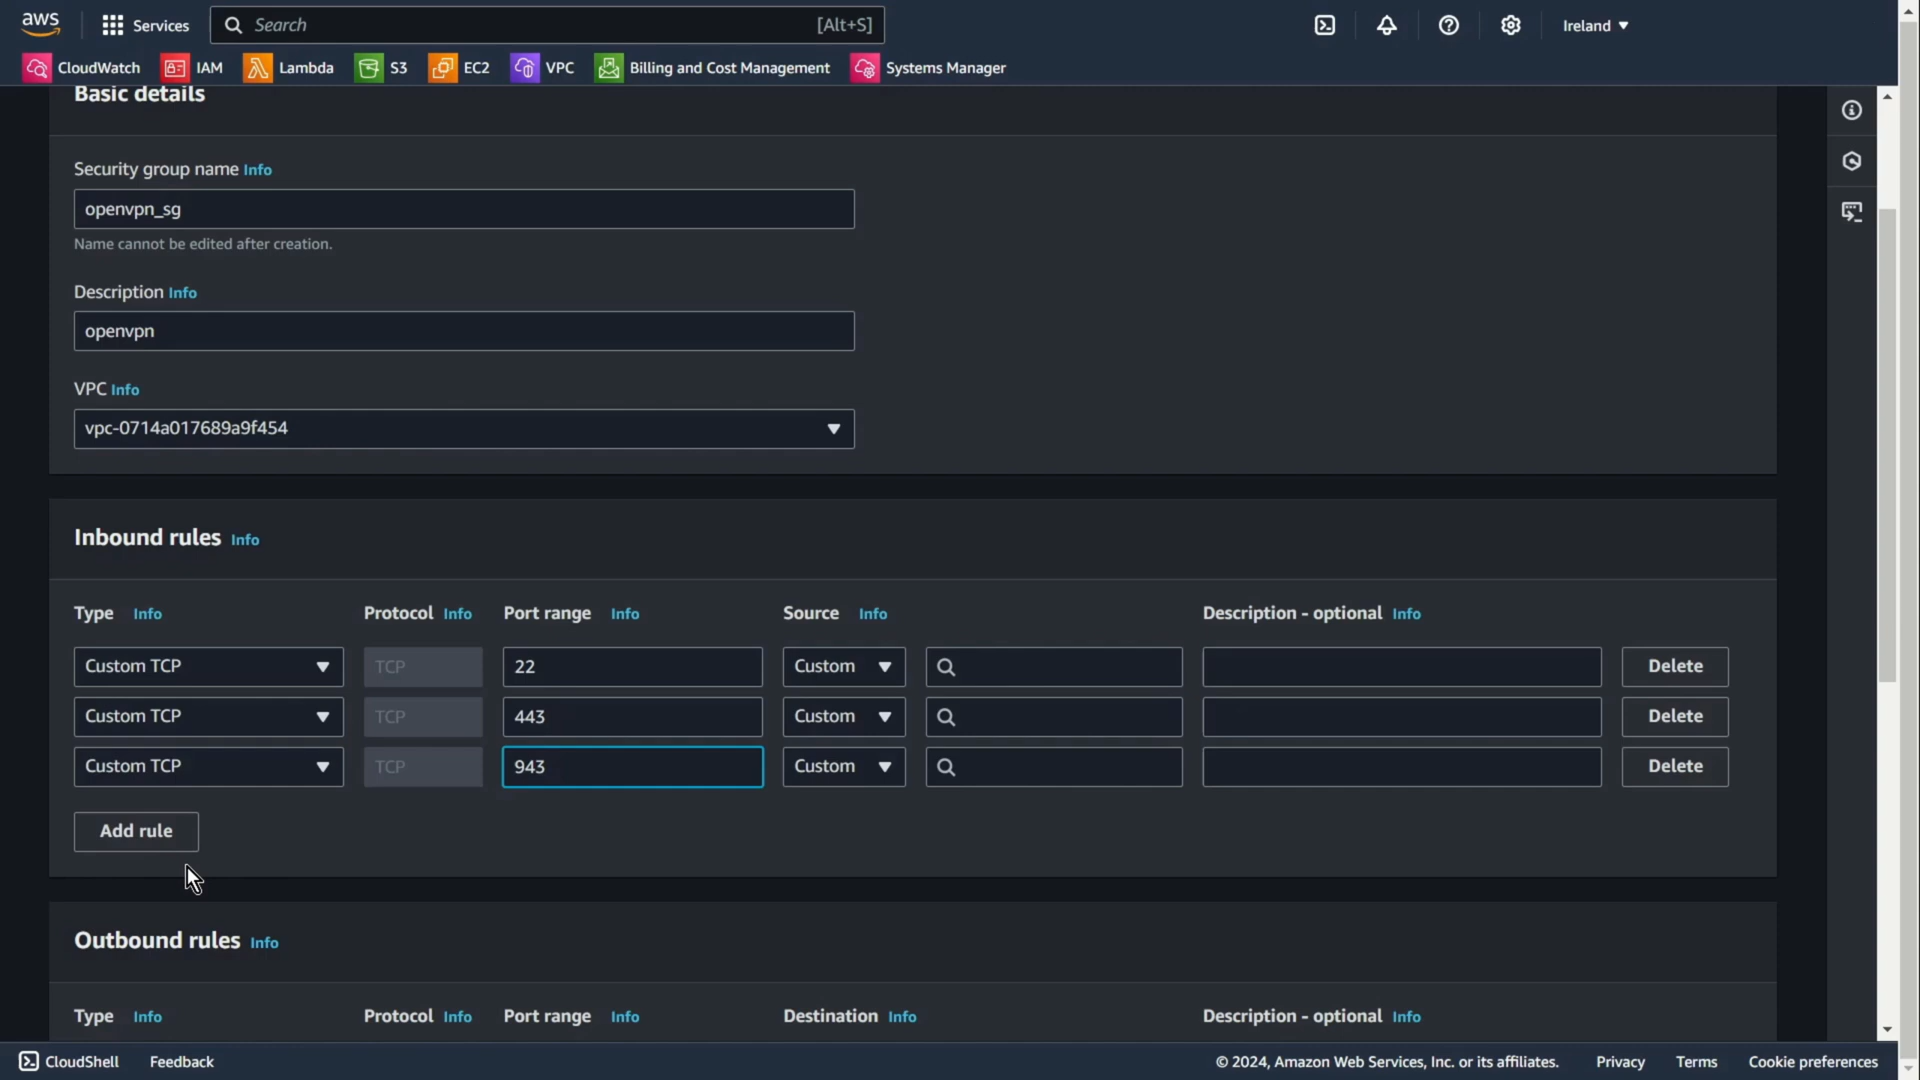 aws
Services
Search [Alt+S]
Ireland
CloudWatch IAM Lambda S3 EC2 VPC Billing and Cost Management Systems Manager
Basic details
Security group name Info
openvpn_sg
Name cannot be edited after creation.
Description Info
openvpn
VPC Info
vpc-0714a017689a9f454
Inbound rules Info
Type Info Protocol Info Port range Info Source Info Description - optional Info
Custom TCP TCP 22 Custom Delete
Custom TCP TCP 443 Custom Delete
Custom TCP TCP 943 Custom Delete
Add rule
Outbound rules Info
Type Info Protocol Info Port range Info Destination Info Description - optional Info
CloudShell Feedback © 2024, Amazon Web Services, Inc. or its affiliates. Privacy Terms Cookie preferences